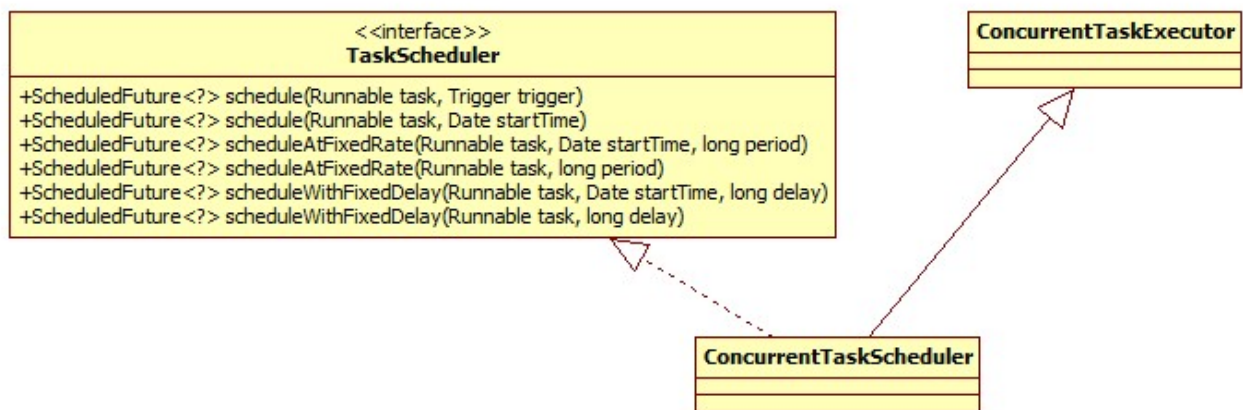 <<interface>>
TaskScheduler
+ScheduledFuture<?> schedule(Runnable task, Trigger trigger)
+ScheduledFuture<?> schedule(Runnable task, Date startTime)
+ScheduledFuture<?> scheduleAtFixedRate(Runnable task, Date startTime, long period)
+ScheduledFuture<?> scheduleAtFixedRate(Runnable task, long period)
+ScheduledFuture<?> scheduleWithFixedDelay(Runnable task, Date startTime, long delay)
+ScheduledFuture<?> scheduleWithFixedDelay(Runnable task, long delay)
ConcurrentTaskExecutor
ConcurrentTaskScheduler